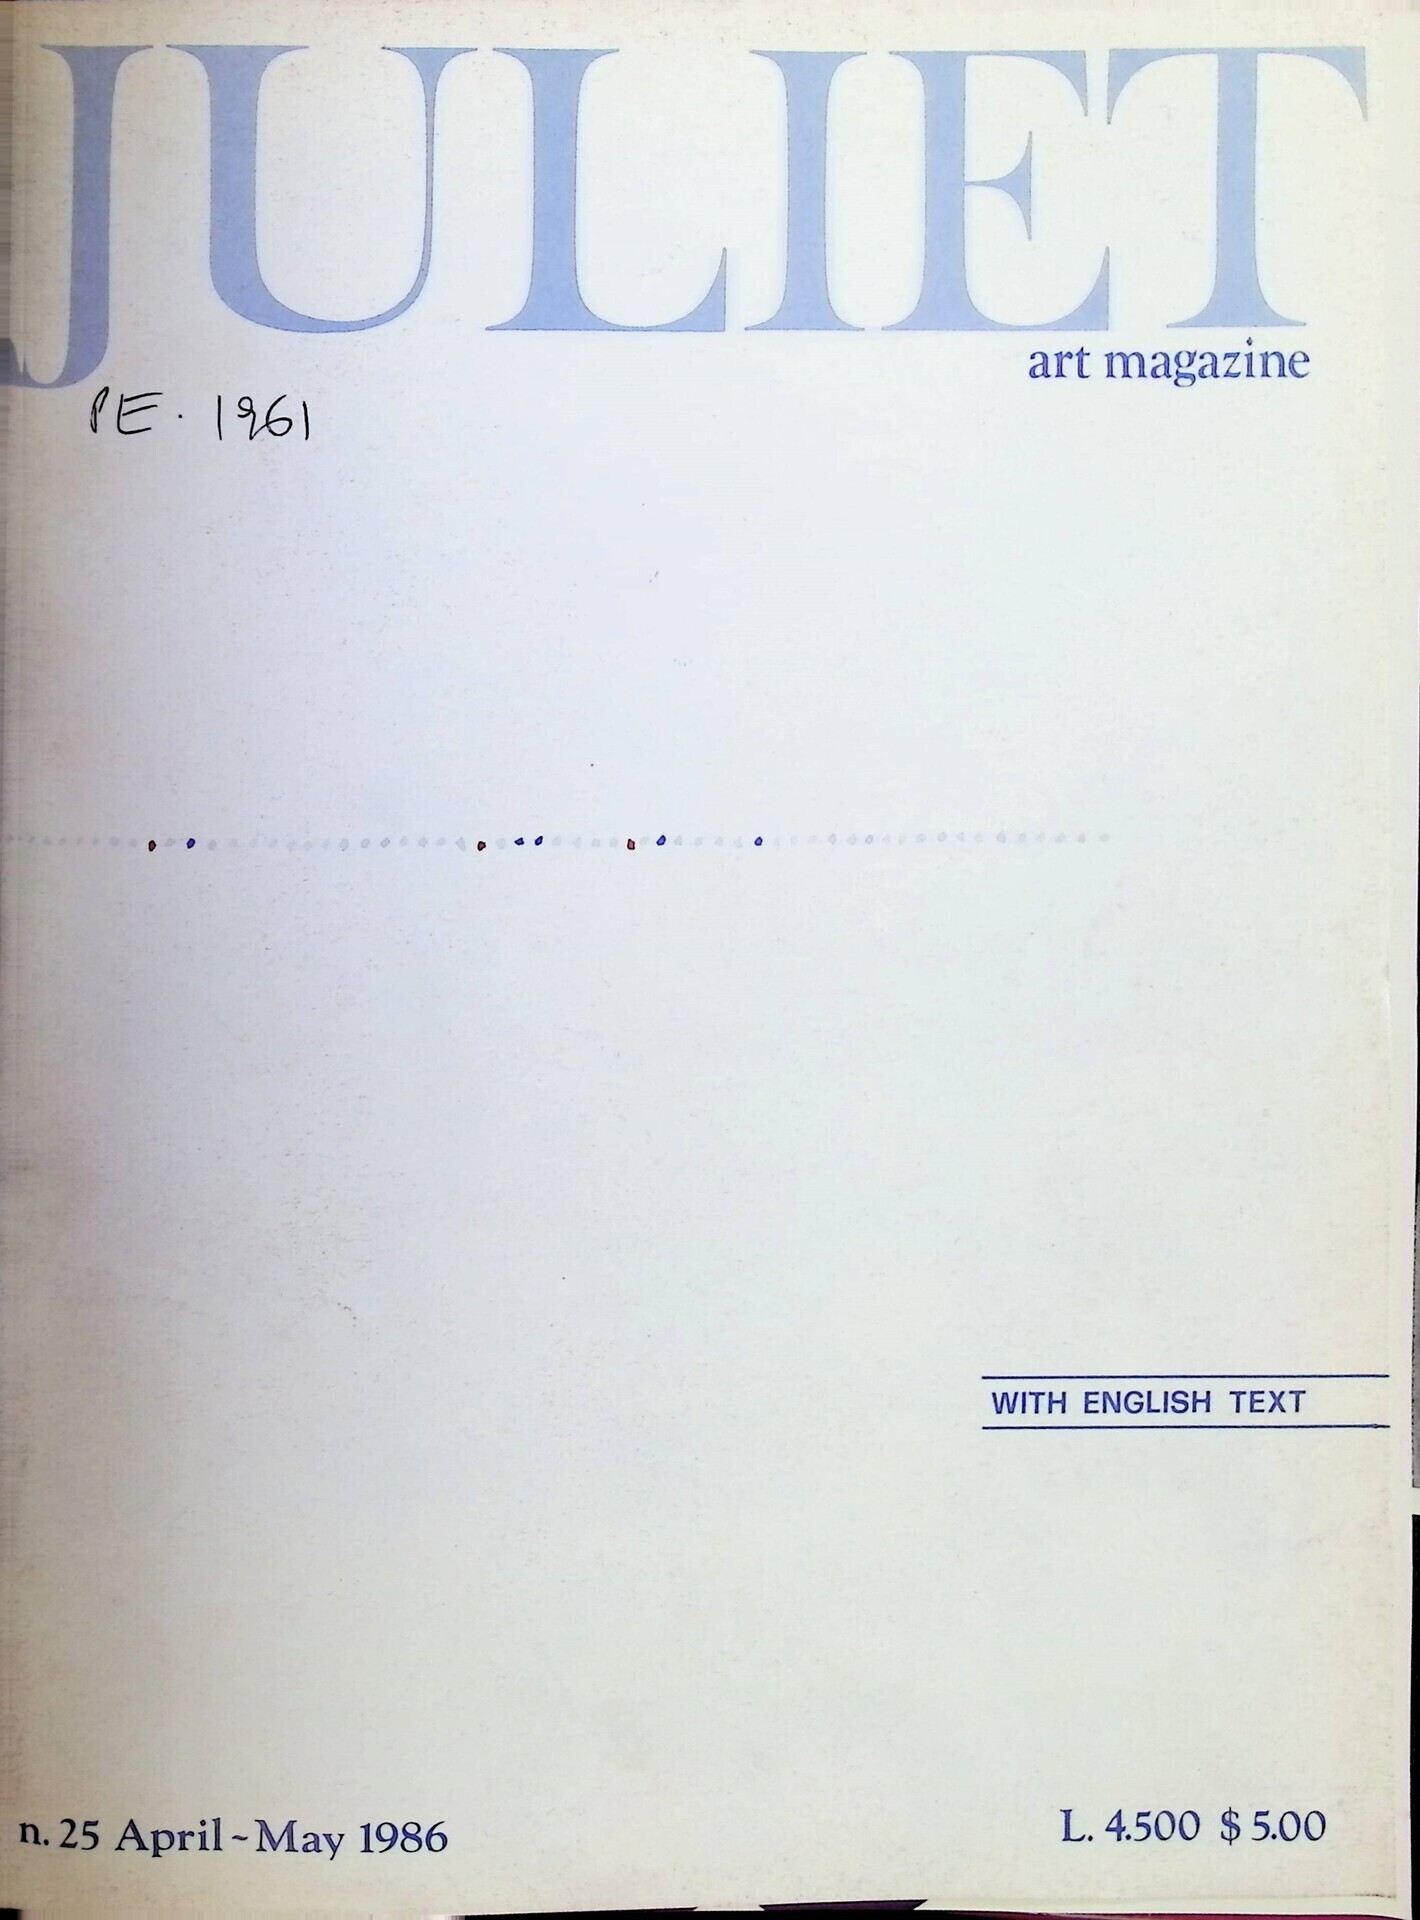 JULIET
art magazine
PE. 1961
WITH ENGLISH TEXT
n. 25 April~May 1986
L. 4.500 $ 5.00